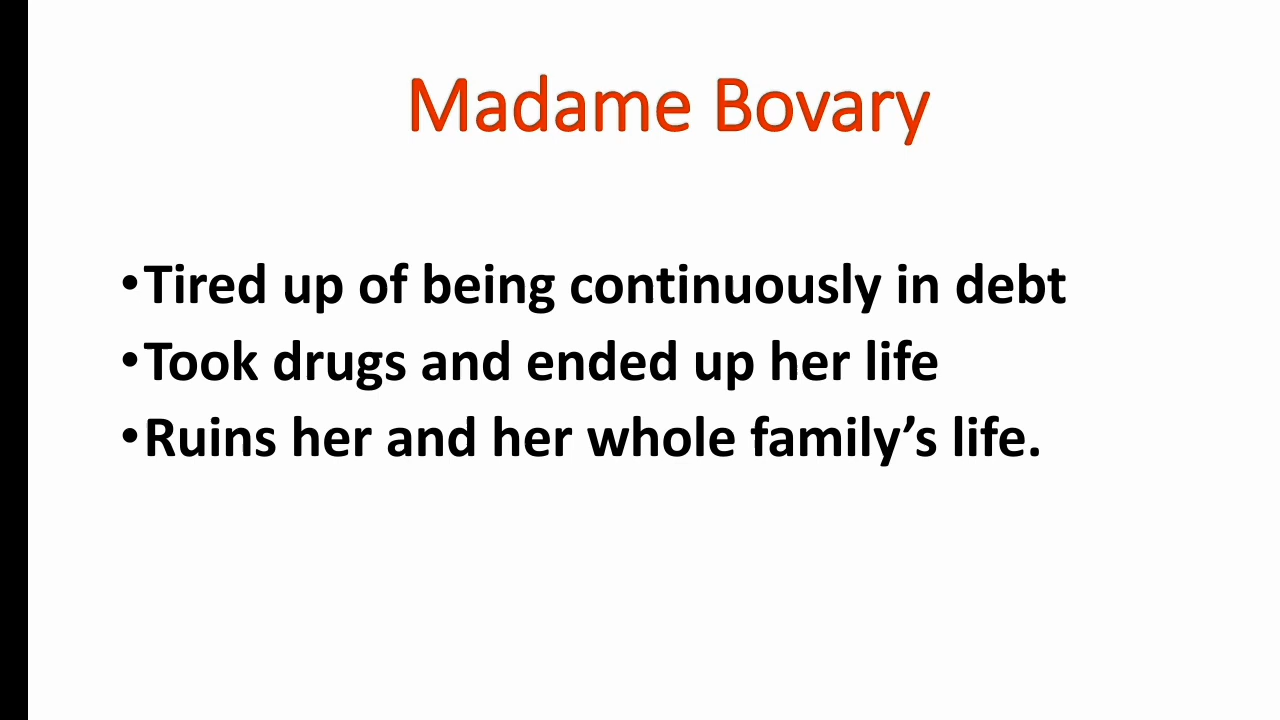 Madame Bovary
•Tired up of being continuously in debt
•Took drugs and ended up her life
•Ruins her and her whole family’s life.